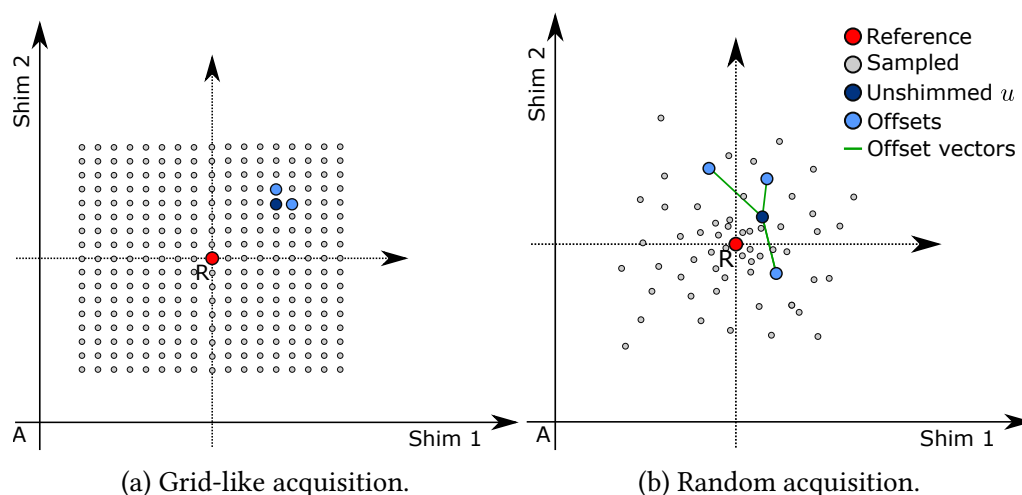 Shim 2
R
A
Shim 1
(a) Grid-like acquisition.
Shim 2
Reference
Sampled
Unshimmed u
Offsets
Offset vectors
R
A
Shim 1
(b) Random acquisition.